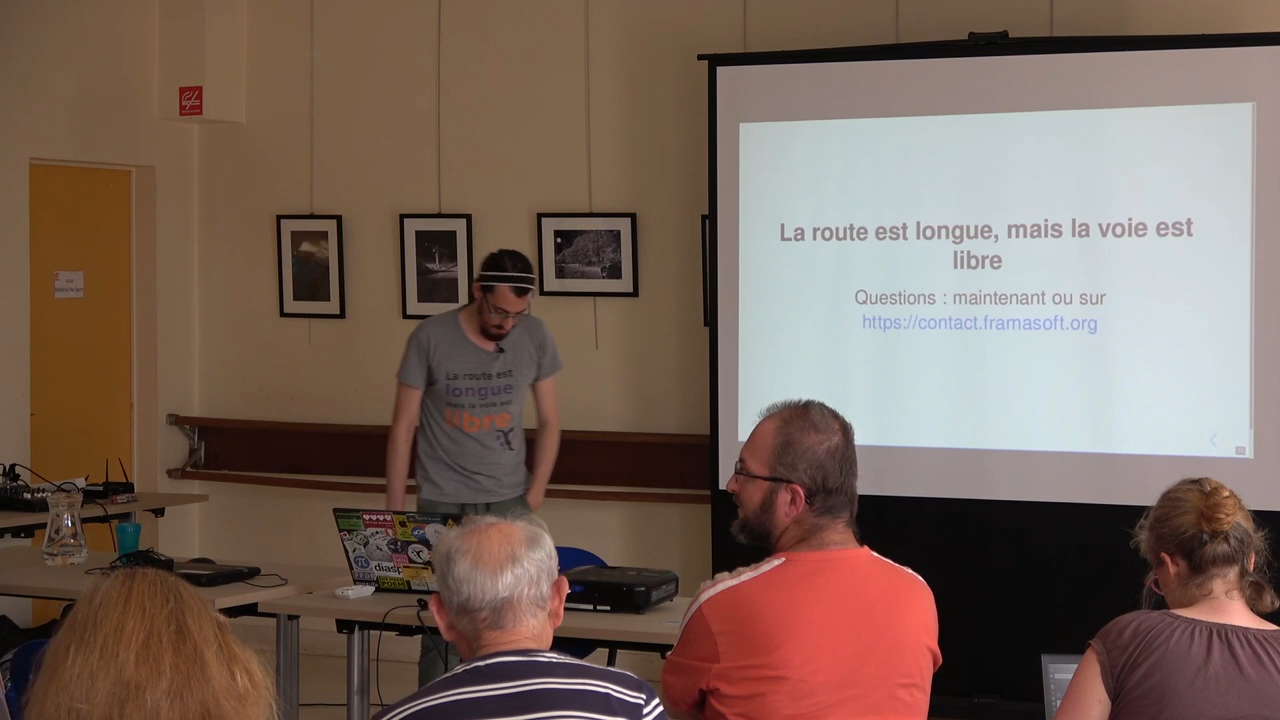 La route est longue, mais la voie est
libre
Questions : maintenant ou sur
https://contact.framasoft.org
La route est
longue
mais la voie est
libre
diasp